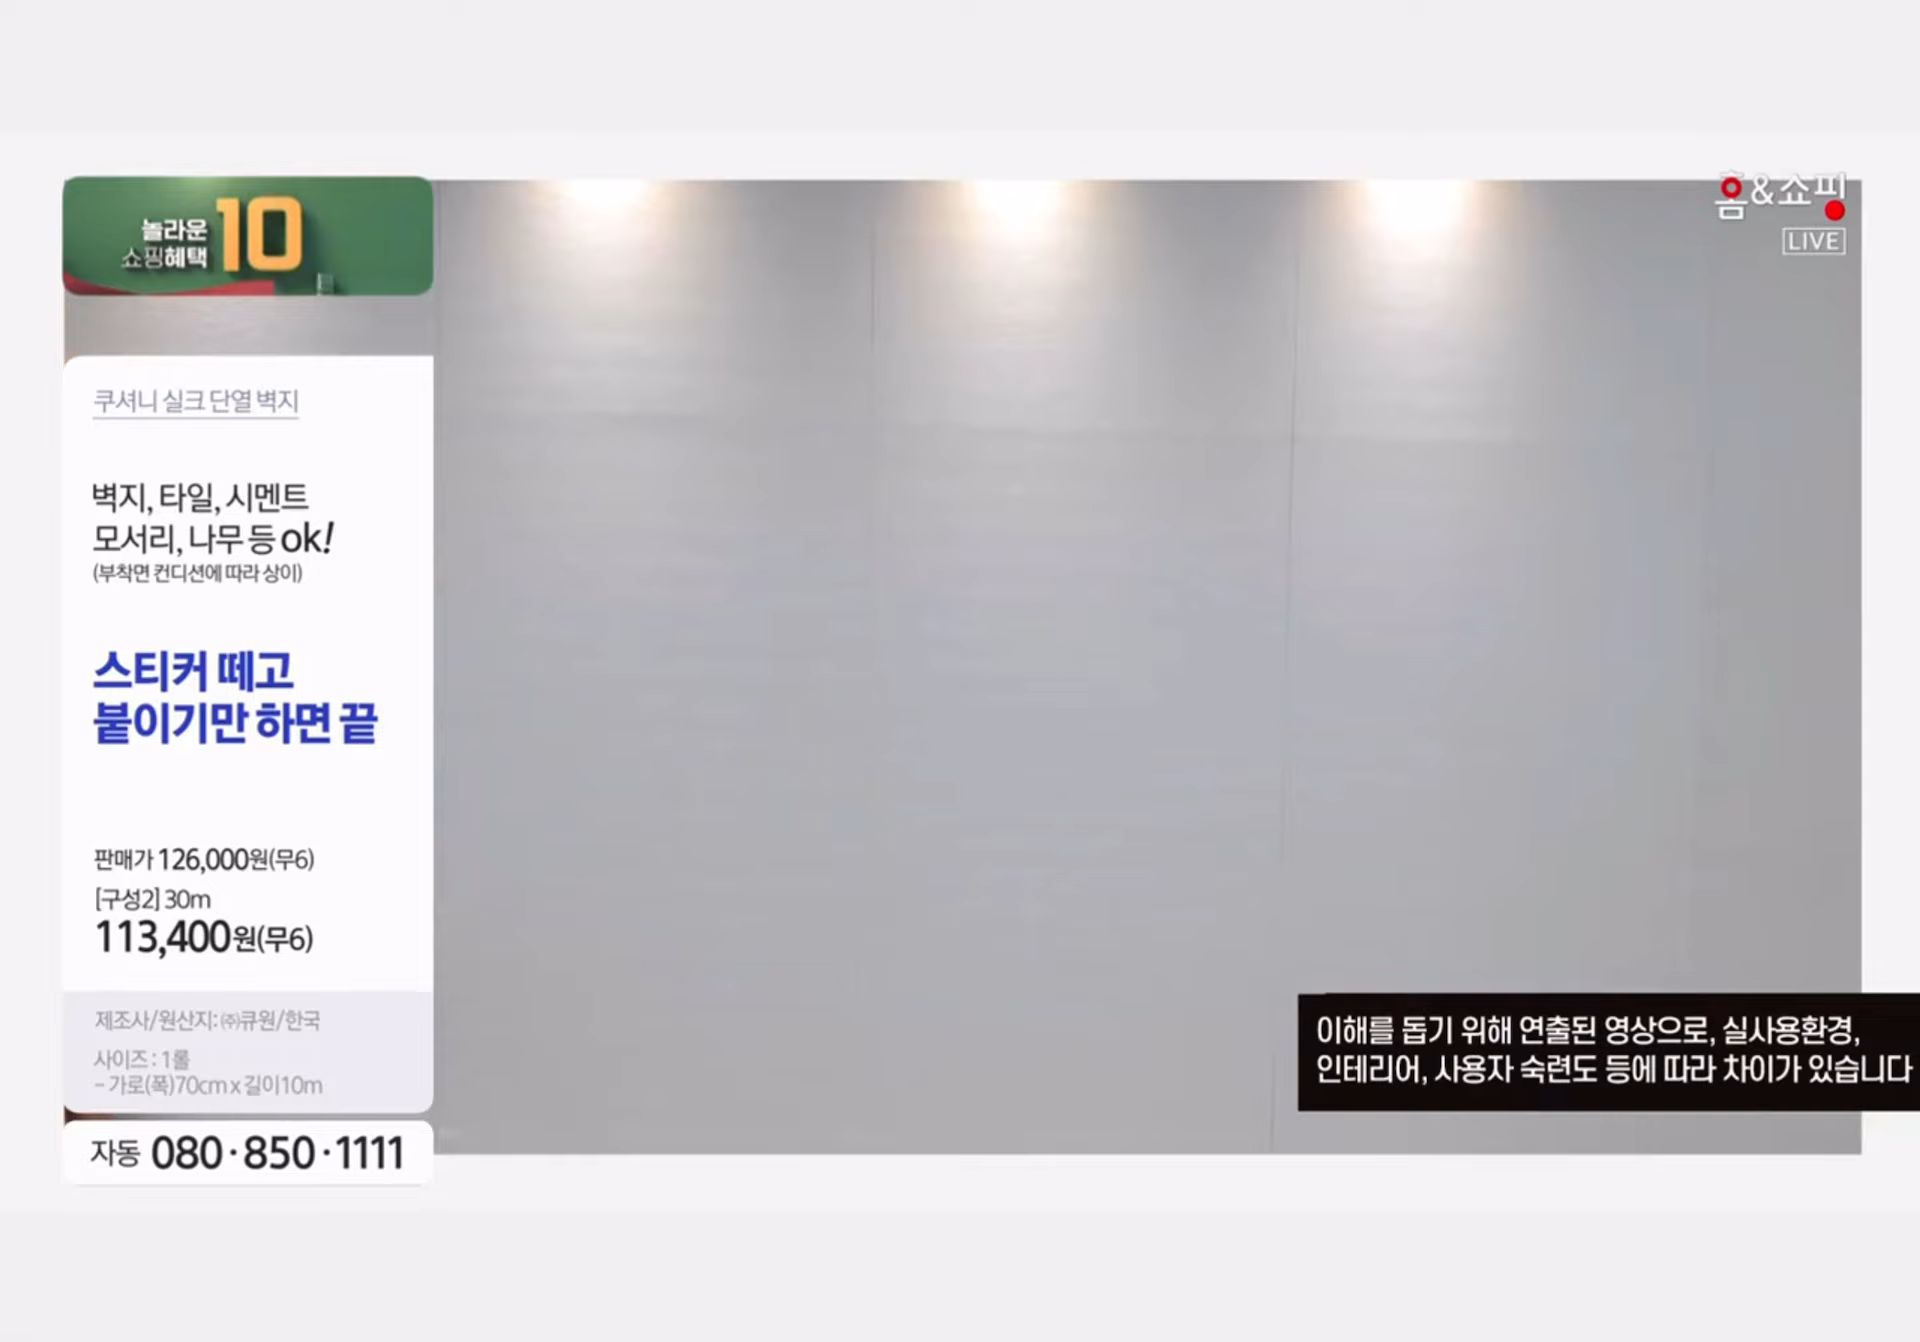 놀라운
쇼핑혜택
10
홈&쇼핑
LIVE
쿠셔니 실크 단열 벽지
벽지, 타일, 시멘트
모서리, 나무 등 ok!
(부착면 컨디션에 따라 상이)
스티커 떼고
붙이기만 하면 끝
판매가 126,000원(무6)
[구성2] 30m
113,400원(무6)
제조사/원산지: ㈜큐원/한국
사이즈 : 1롤
- 가로(폭)70cm x 길이10m
자동 080·850·1111
이해를 돕기 위해 연출된 영상으로, 실사용환경,
인테리어, 사용자 숙련도 등에 따라 차이가 있습니다